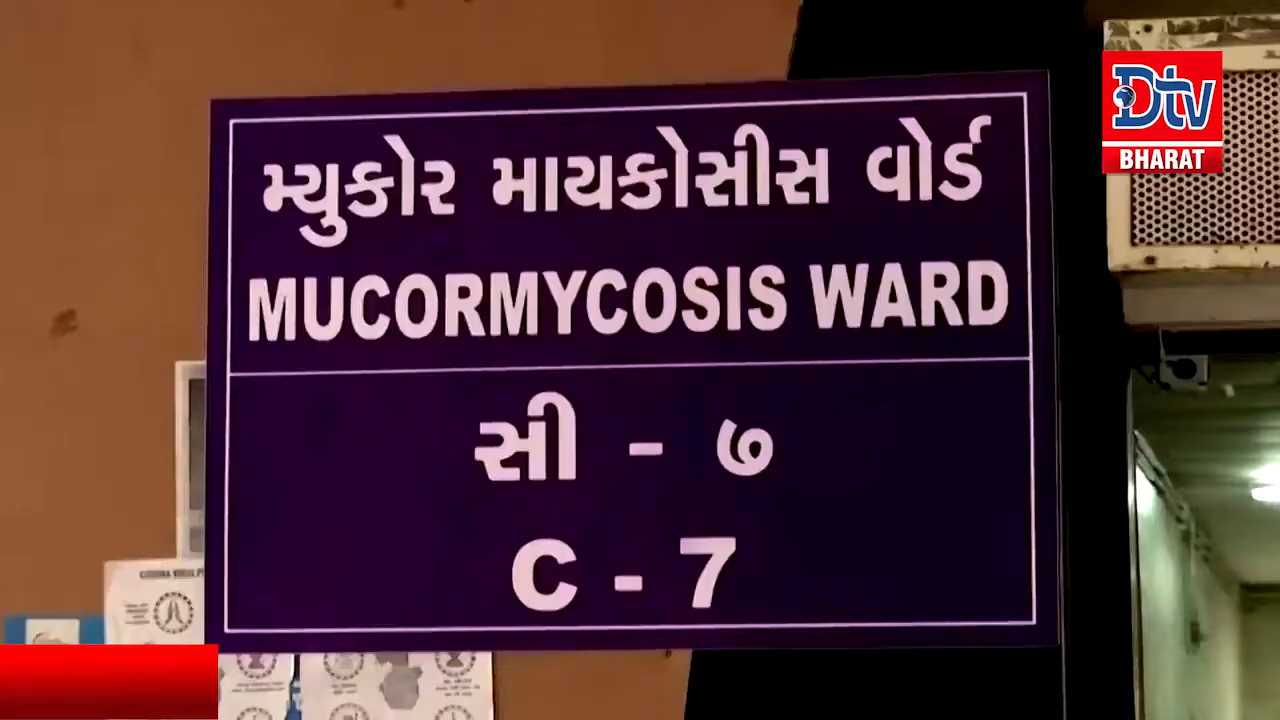 મ્યુકોર માયકોસીસ વોર્ડ
MUCORMYCOSIS WARD
સી - ૭
C - 7
Dtv
BHARAT